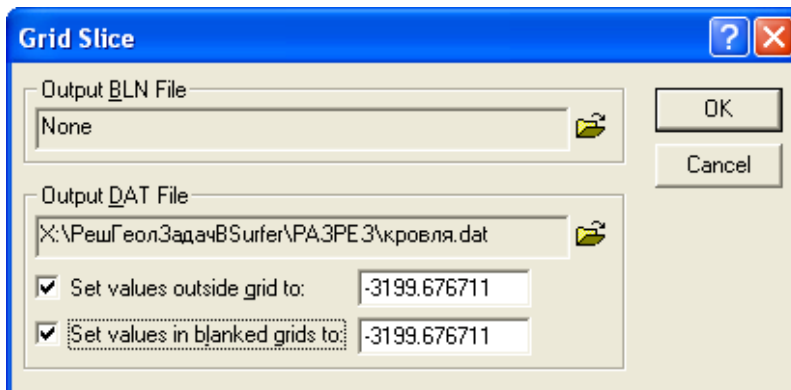 Grid Slice
Output BLN File
None
OK
Cancel
Output DAT File
X:\РешГеолЗадачВSurfer\РАЗРЕЗ\кровля.dat
Set values outside grid to: -3199.676711
Set values in blanked grids to: -3199.676711